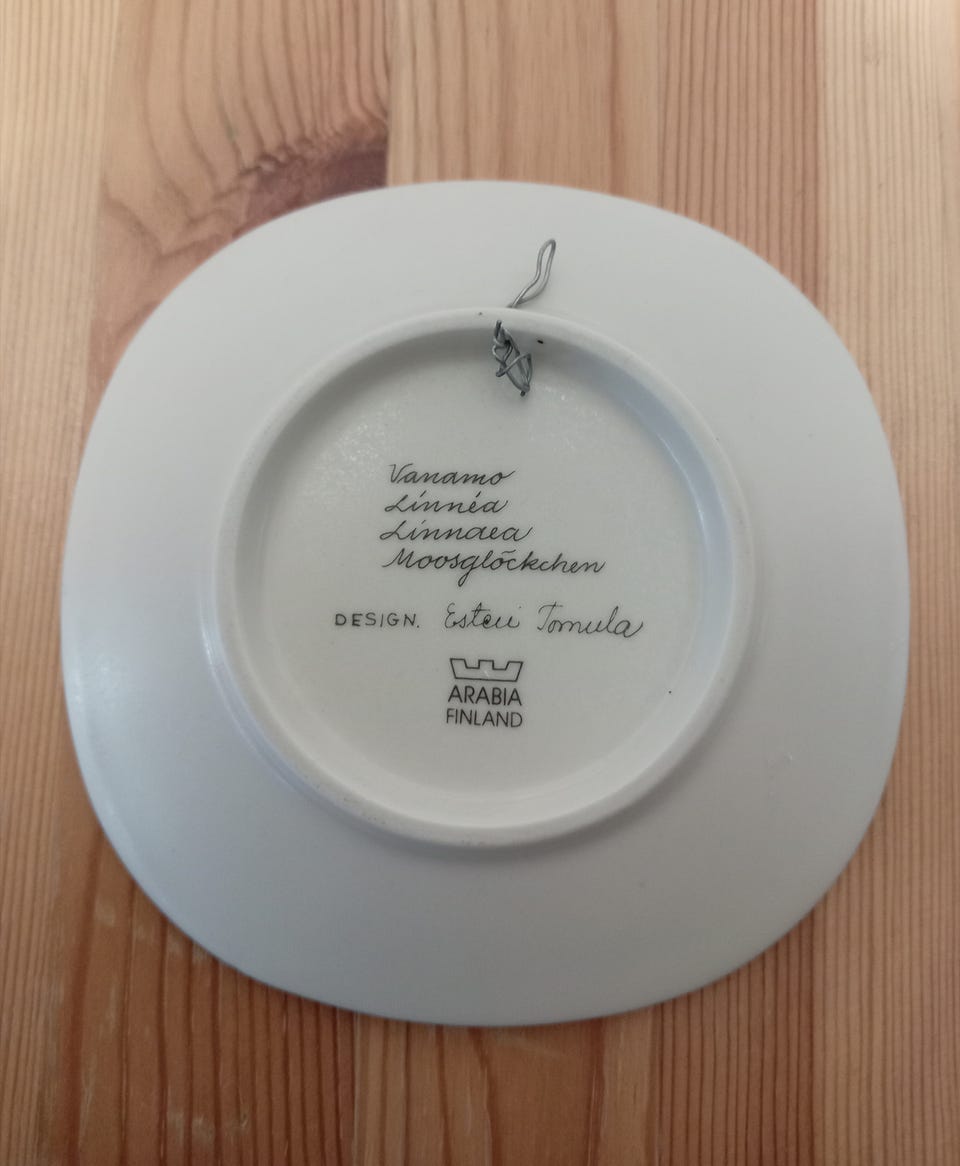 Vanamo
Linnéa
Linnaea
Moosglöckchen
DESIGN. Esteri Tomula
ARABIA
FINLAND